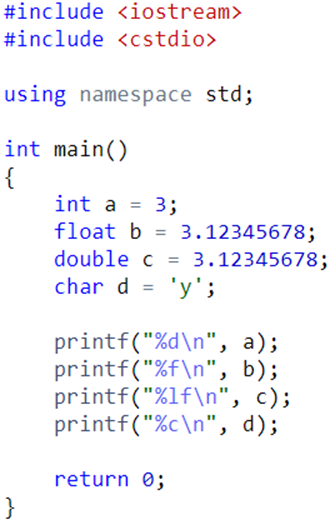 #include <iostream>
#include <cstdio>
using namespace std;
int main()
{
int a = 3;
float b = 3.12345678;
double c = 3.12345678;
char d = 'y';
printf("%d\n", a);
printf("%f\n", b);
printf("%lf\n", c);
printf("%c\n", d);
return 0;
}